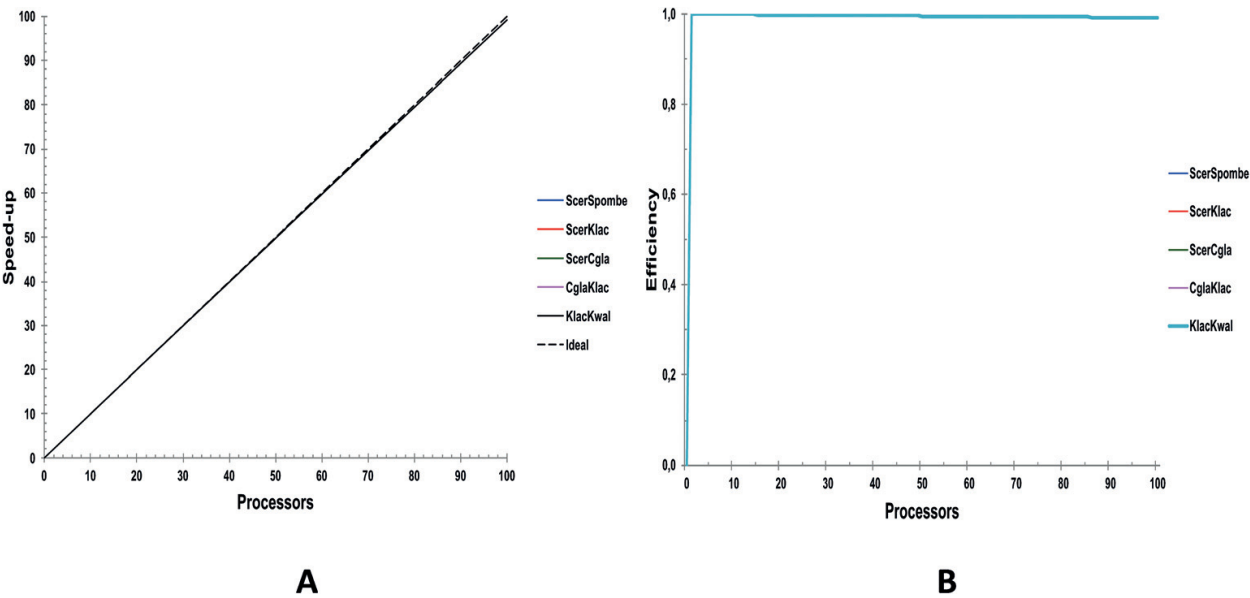 100
90
80
70
60
50
40
30
20
10
0
Speed-up
0 10 20 30 40 50 60 70 80 90 100
Processors
ScerSpombe
ScerKlac
ScerCgla
CglaKlac
KlacKwal
Ideal
A
1,0
0,8
0,6
0,4
0,2
0,0
Efficiency
0 10 20 30 40 50 60 70 80 90 100
Processors
ScerSpombe
ScerKlac
ScerCgla
CglaKlac
KlacKwal
B